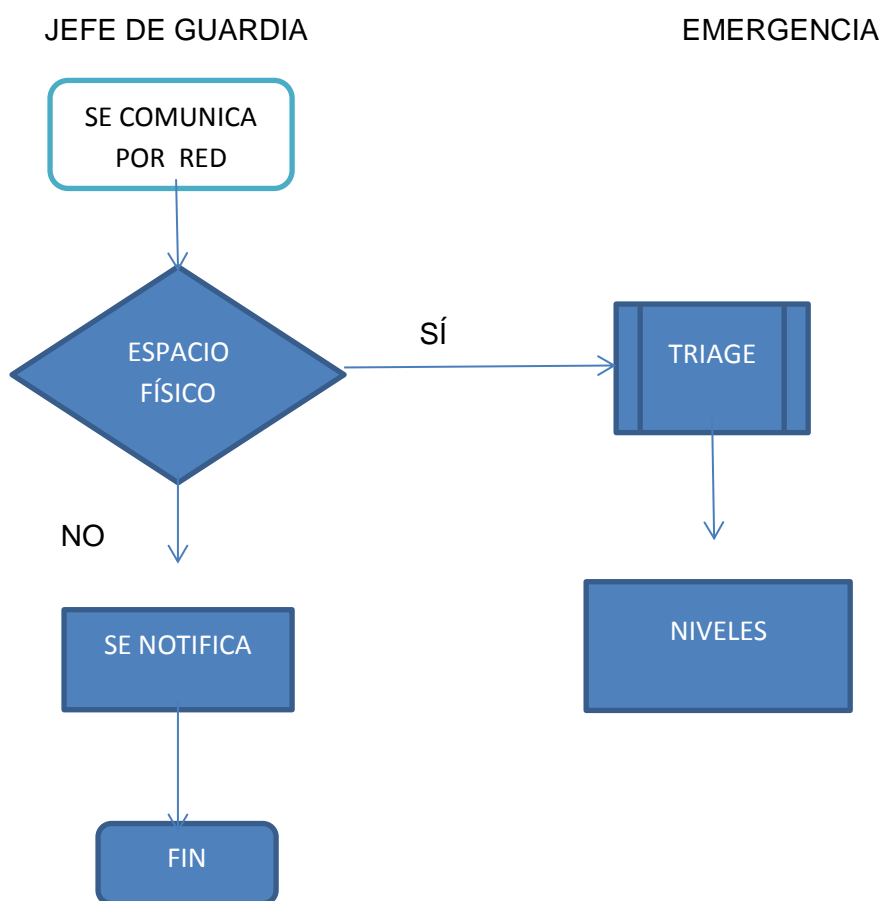 JEFE DE GUARDIA
EMERGENCIA
SE COMUNICA
POR RED
ESPACIO
FÍSICO
SÍ
TRIAGE
NO
SE NOTIFICA
NIVELES
FIN